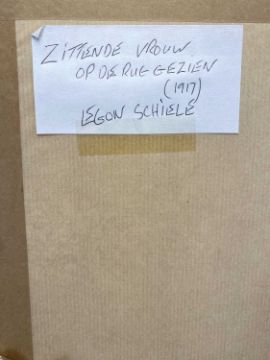 ZITTENDE VROUW
OP DE RUG GEZIEN
(1917)
EGON SCHIELE